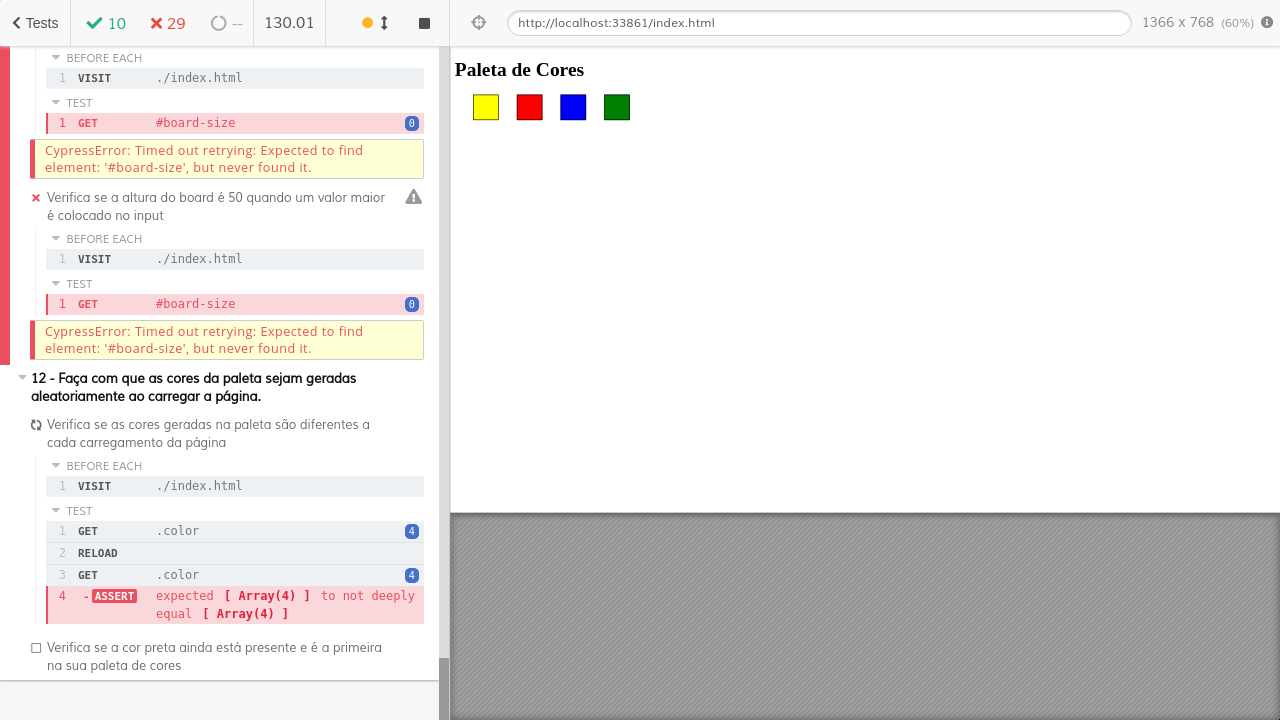 Tests 10 29 -- 130.01 http://localhost:33861/index.html 1366 x 768 (60%)
BEFORE EACH
1 VISIT ./index.html
TEST
1 GET #board-size 0
CypressError: Timed out retrying: Expected to find
element: '#board-size', but never found it.
Verifica se a altura do board é 50 quando um valor maior
é colocado no input
BEFORE EACH
1 VISIT ./index.html
TEST
1 GET #board-size 0
CypressError: Timed out retrying: Expected to find
element: '#board-size', but never found it.
12 - Faça com que as cores da paleta sejam geradas
aleatoriamente ao carregar a página.
Verifica se as cores geradas na paleta são diferentes a
cada carregamento da página
BEFORE EACH
1 VISIT ./index.html
TEST
1 GET .color 4
2 RELOAD
3 GET .color 4
4 -ASSERT expected [ Array(4) ] to not deeply
equal [ Array(4) ]
Verifica se a cor preta ainda está presente e é a primeira
na sua paleta de cores
Paleta de Cores